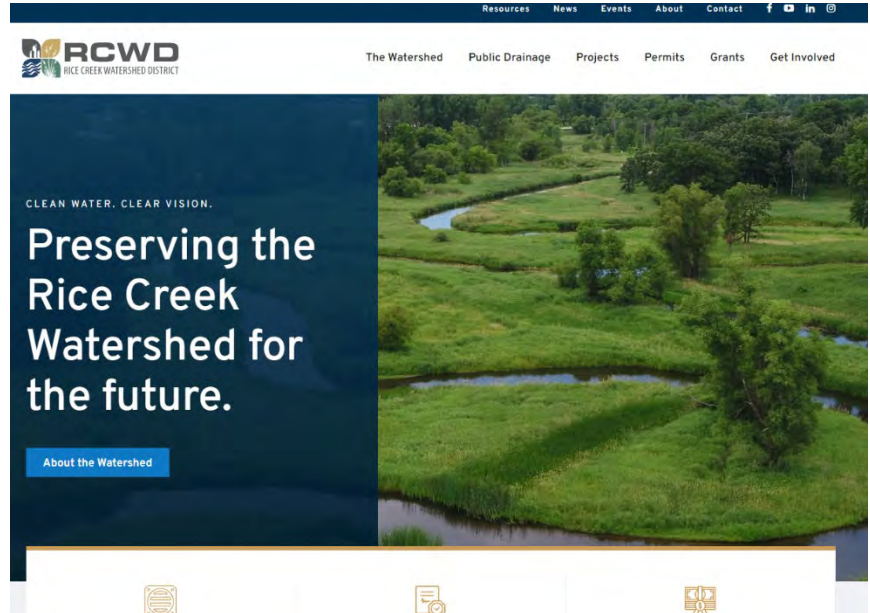 Resources News Events About Contact
RCWD
RICE CREEK WATERSHED DISTRICT
The Watershed Public Drainage Projects Permits Grants Get Involved
CLEAN WATER, CLEAR VISION.
Preserving the
Rice Creek
Watershed for
the future.
About the Watershed